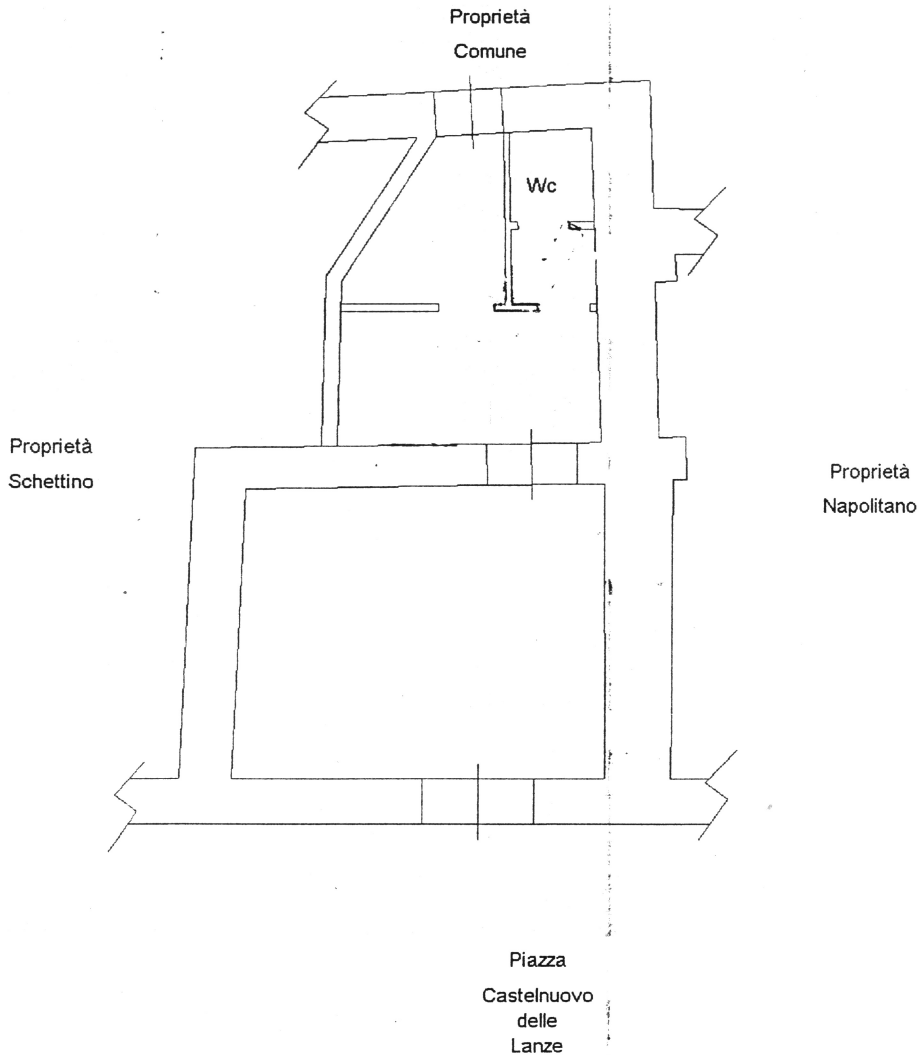 Proprietà
Comune
Wc
Proprietà
Schettino
Proprietà
Napolitano
Piazza
Castelnuovo
delle
Lanze